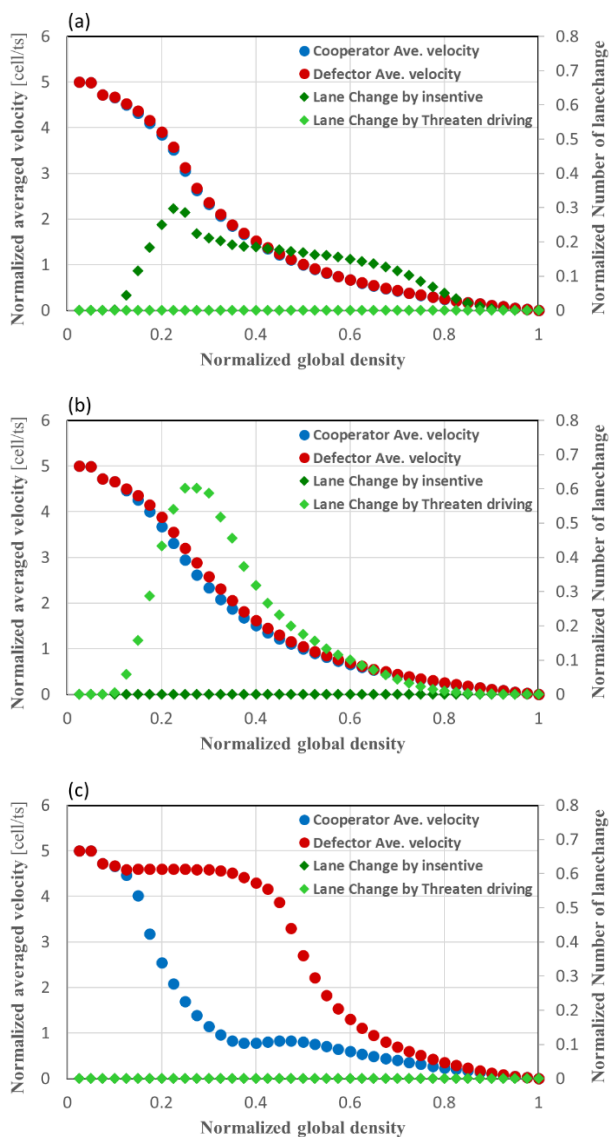 (a)
Normalized averaged velocity [cell/ts]
6
5
4
3
2
1
0
Cooperator Ave. velocity
Defector Ave. velocity
Lane Change by insentive
Lane Change by Threaten driving
0.8
0.7
0.6
0.5
0.4
0.3
0.2
0.1
0
Normalized Number of lanechange
0 0.2 0.4 0.6 0.8 1
Normalized global density
(b)
Normalized averaged velocity [cell/ts]
6
5
4
3
2
1
0
Cooperator Ave. velocity
Defector Ave. velocity
Lane Change by insentive
Lane Change by Threaten driving
0.8
0.7
0.6
0.5
0.4
0.3
0.2
0.1
0
Normalized Number of lanechange
0 0.2 0.4 0.6 0.8 1
Normalized global density
(c)
Normalized averaged velocity [cell/ts]
6
5
4
3
2
1
0
Cooperator Ave. velocity
Defector Ave. velocity
Lane Change by insentive
Lane Change by Threaten driving
0.8
0.7
0.6
0.5
0.4
0.3
0.2
0.1
0
Normalized Number of lanechange
0 0.2 0.4 0.6 0.8 1
Normalized global density